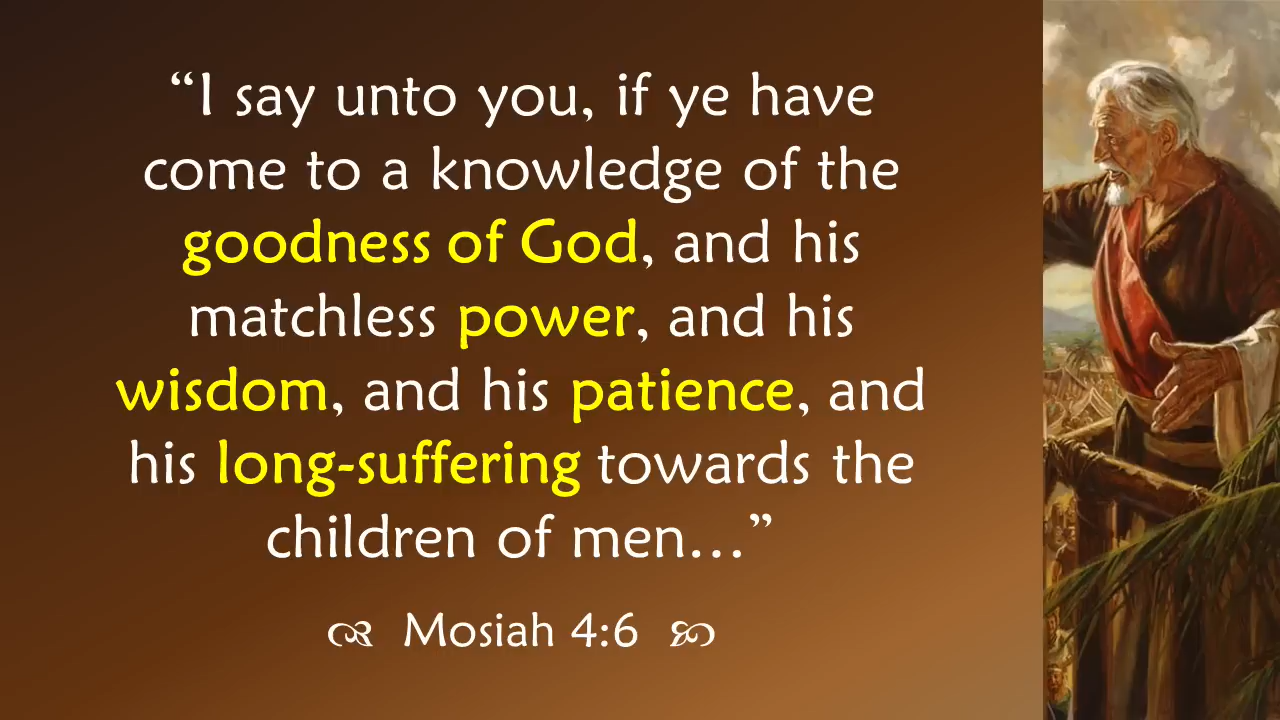 “I say unto you, if ye have
come to a knowledge of the
goodness of God, and his
matchless power, and his
wisdom, and his patience, and
his long-suffering towards the
children of men…”
Mosiah 4:6